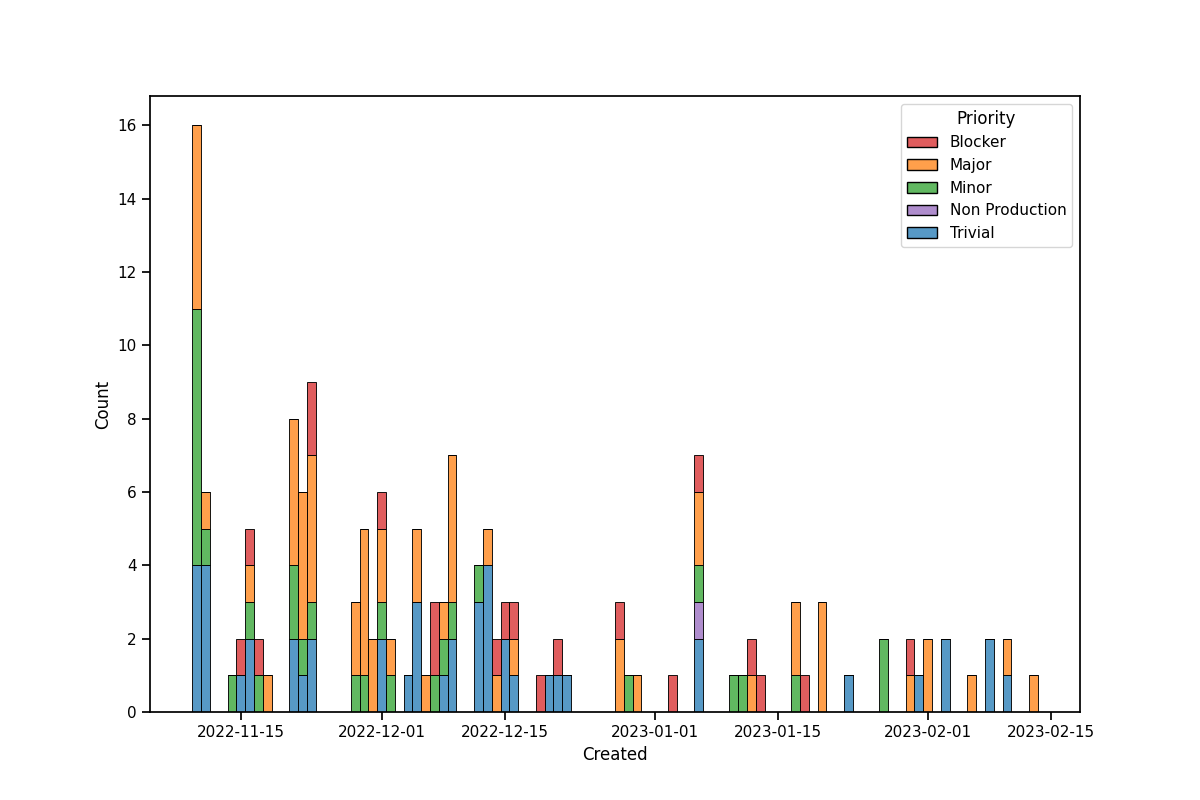 Priority
Blocker
Major
Minor
Non Production
Trivial
16
14
12
10
8
6
4
2
0
Count
2022-11-15
2022-12-01
2022-12-15
2023-01-01
2023-01-15
2023-02-01
2023-02-15
Created